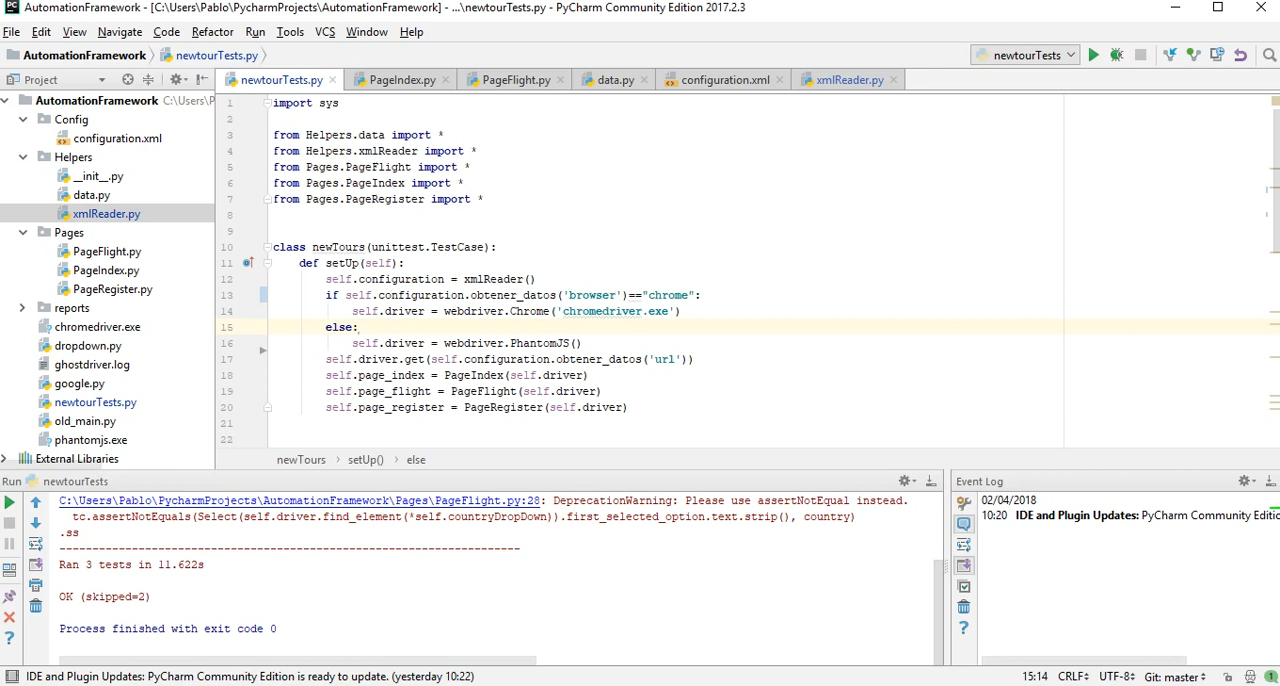 PC AutomationFramework - [C:\Users\Pablo\PycharmProjects\AutomationFramework] - ...\newtourTests.py - PyCharm Community Edition 2017.2.3
File Edit View Navigate Code Refactor Run Tools VCS Window Help
AutomationFramework newtourTests.py newtourTests
Project newtourTests.py PageIndex.py PageFlight.py data.py configuration.xml xmlReader.py
AutomationFramework C:\Users\P
Config
configuration.xml
Helpers
__init__.py
data.py
xmlReader.py
Pages
PageFlight.py
PageIndex.py
PageRegister.py
reports
chromedriver.exe
dropdown.py
ghostdriver.log
google.py
newtourTests.py
old_main.py
phantomjs.exe
External Libraries
1 import sys
2
3 from Helpers.data import *
4 from Helpers.xmlReader import *
5 from Pages.PageFlight import *
6 from Pages.PageIndex import *
7 from Pages.PageRegister import *
8
9
10 class newTours(unittest.TestCase):
11 def setUp(self):
12 self.configuration = xmlReader()
13 if self.configuration.obtener_datos('browser')=="chrome":
14 self.driver = webdriver.Chrome('chromedriver.exe')
15 else:
16 self.driver = webdriver.PhantomJS()
17 self.driver.get(self.configuration.obtener_datos('url'))
18 self.page_index = PageIndex(self.driver)
19 self.page_flight = PageFlight(self.driver)
20 self.page_register = PageRegister(self.driver)
21
22
newTours setUp() else
Run newtourTests
C:\Users\Pablo\PycharmProjects\AutomationFramework\Pages\PageFlight.py:28: DeprecationWarning: Please use assertNotEqual instead.
tc.assertNotEquals(Select(self.driver.find_element(*self.countryDropDown)).first_selected_option.text.strip(), country)
.ss
----------------------------------------------------------------------
Ran 3 tests in 11.622s
OK (skipped=2)
Process finished with exit code 0
Event Log
02/04/2018
10:20 IDE and Plugin Updates: PyCharm Community Editio
IDE and Plugin Updates: PyCharm Community Edition is ready to update. (yesterday 10:22) 15:14 CRLF UTF-8 Git: master 1